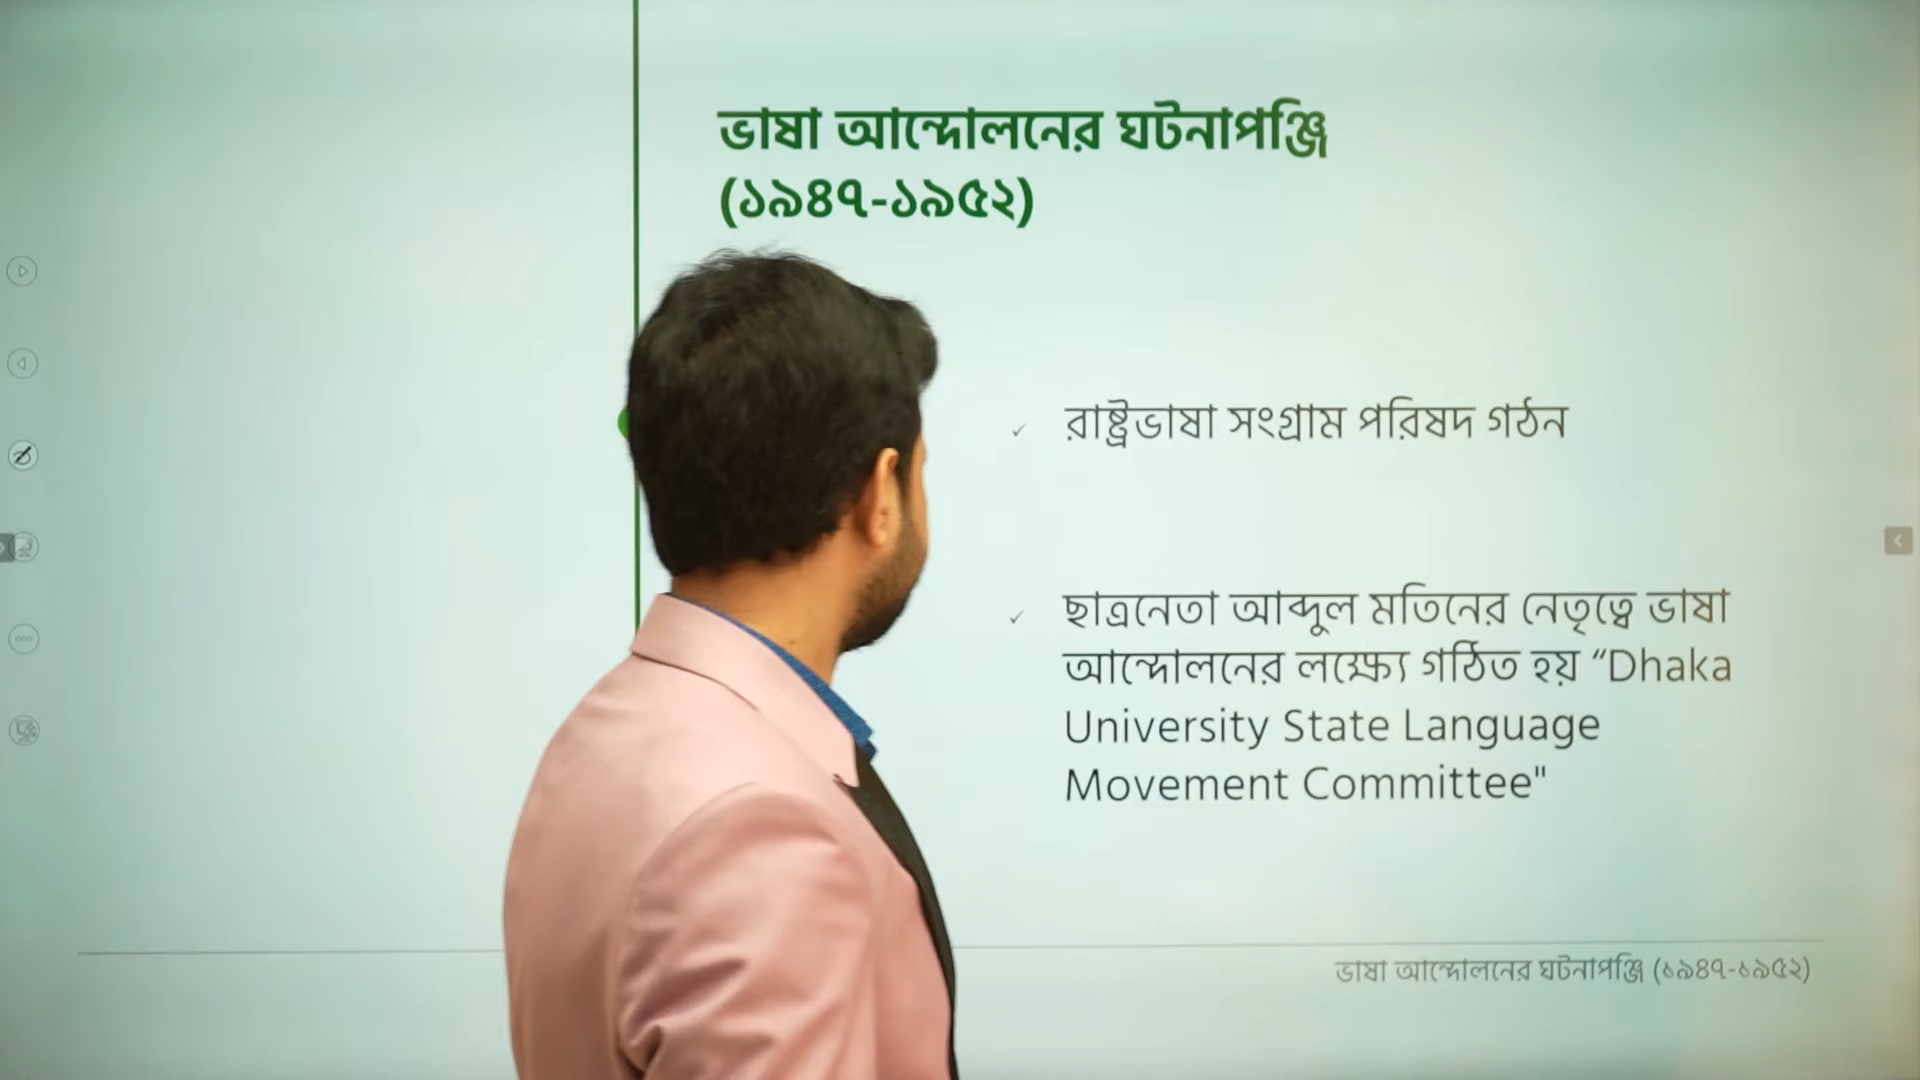 ভাষা আন্দোলনের ঘটনাপঞ্জি
(১৯৪৭-১৯৫২)
রাষ্ট্রভাষা সংগ্রাম পরিষদ গঠন
ছাত্রনেতা আব্দুল মতিনের নেতৃত্বে ভাষা
আন্দোলনের লক্ষ্যে গঠিত হয় “Dhaka
University State Language
Movement Committee"
ভাষা আন্দোলনের ঘটনাপঞ্জি (১৯৪৭-১৯৫২)